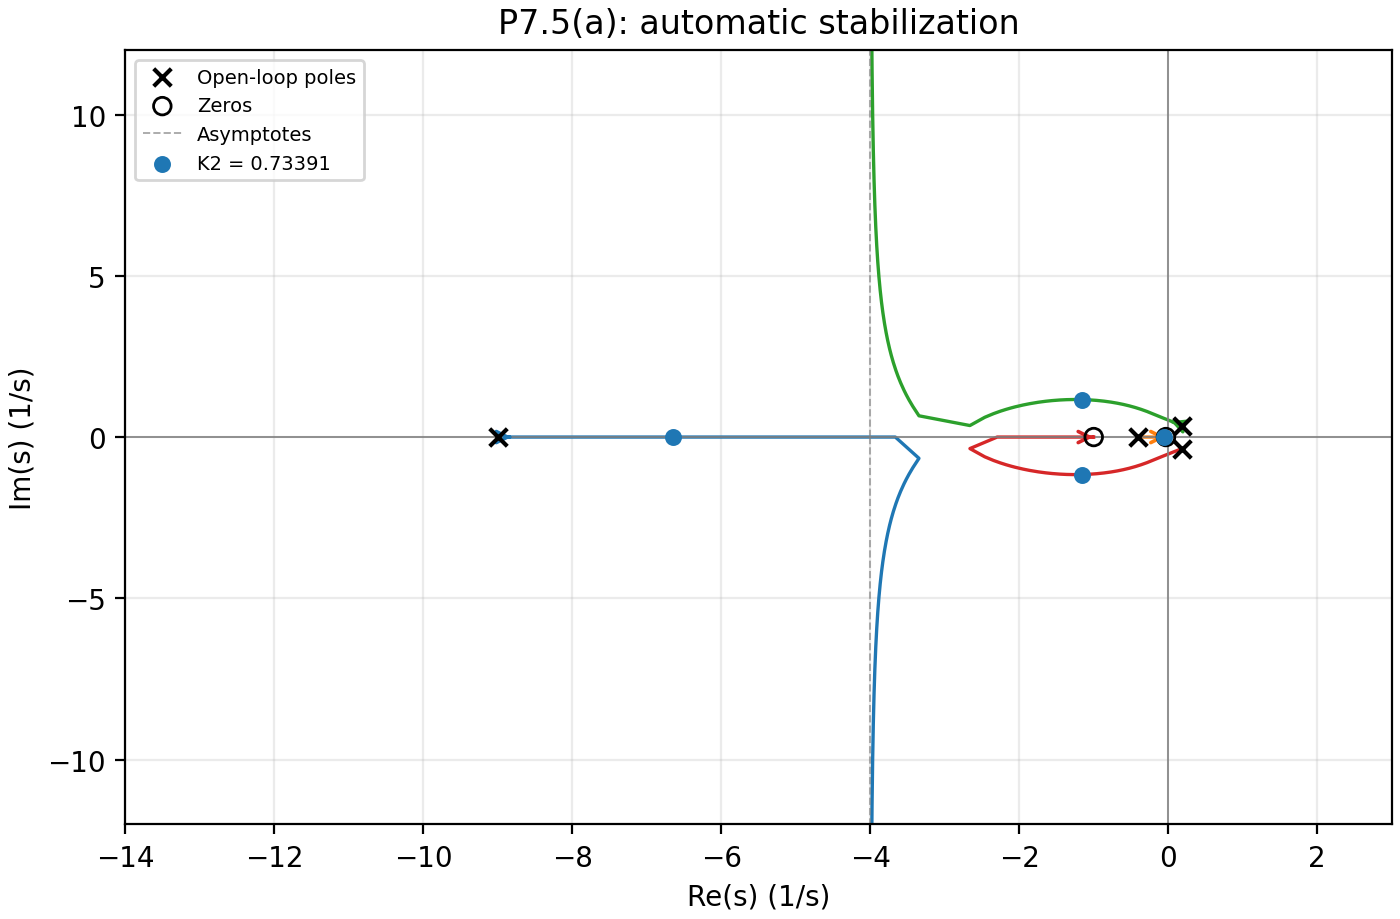 P7.5(a): automatic stabilization
Open-loop poles
Zeros
Asymptotes
K2 = 0.73391
10
5
0
−5
−10
Im(s) (1/s)
−14 −12 −10 −8 −6 −4 −2 0 2
Re(s) (1/s)